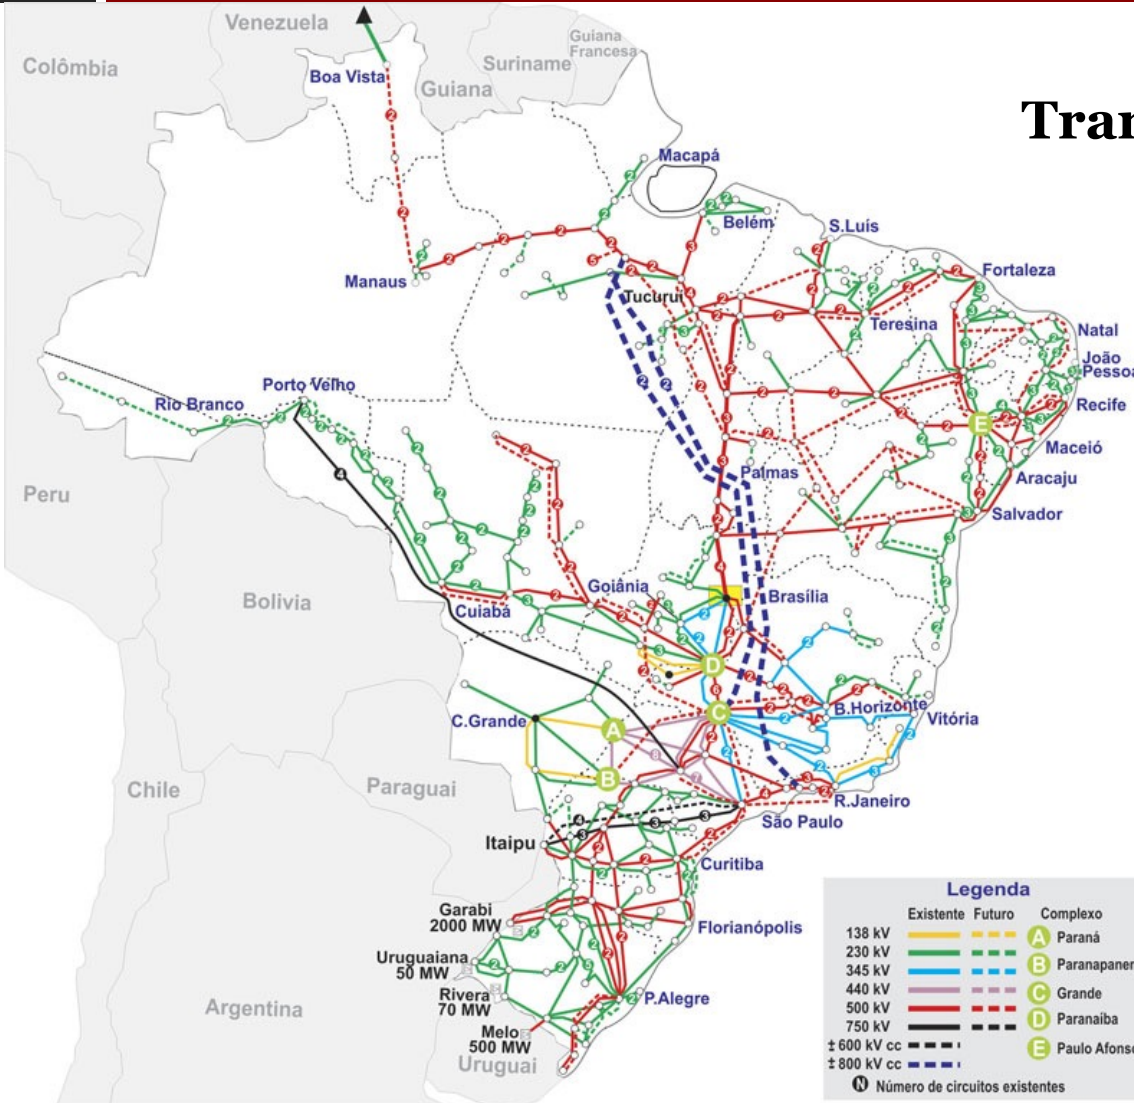 Venezuela
Guiana
Francesa
Colômbia
Suriname
Boa Vista
Guiana
Tran
Macapá
Belém
S.Luís
Manaus
Fortaleza
Tucuruí
Teresina
Natal
João
Pessoa
Porto Velho
Rio Branco
Recife
Maceió
Palmas
Aracaju
Peru
Salvador
Goiânia
Brasília
Bolivia
Cuiabá
D
C.Grande
A
C
B.Horizonte
Vitória
B
E
Chile
Paraguai
R.Janeiro
São Paulo
Itaipu
Curitiba
Garabi
2000 MW
Florianópolis
Uruguaiana
50 MW
Rivera
70 MW
P.Alegre
Argentina
Melo
500 MW
Uruguai
Legenda
Existente Futuro Complexo
138 kV A Paraná
230 kV
345 kV B Paranapanem
440 kV C Grande
500 kV D Paranaíba
750 kV
± 600 kV cc E Paulo Afonso
± 800 kV cc
N Número de circuitos existentes